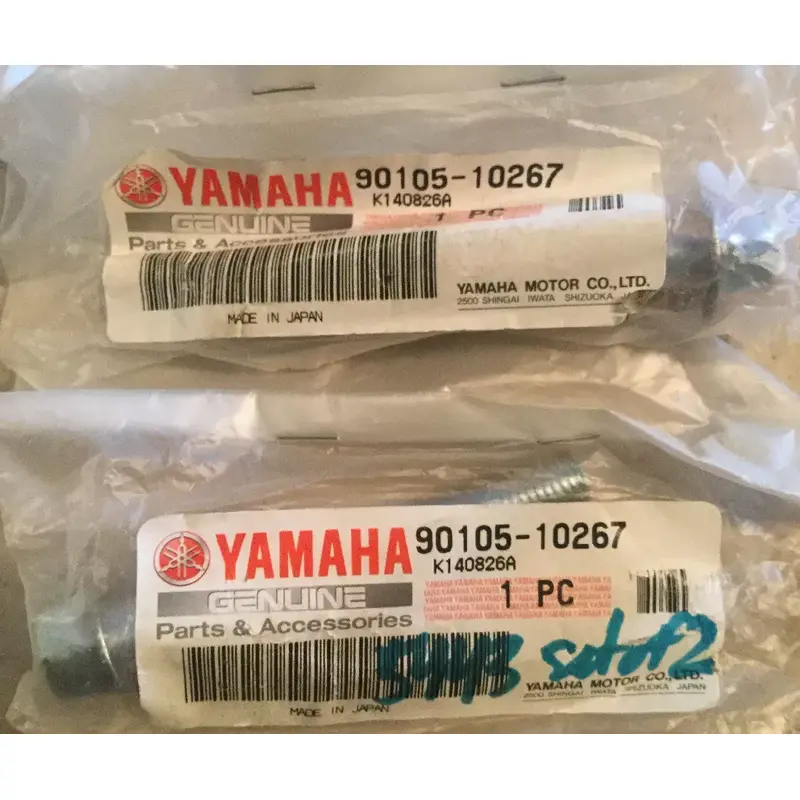 YAMAHA 90105-10267
K140826A
GENUINE
1 PC
Parts & Accessories
YAMAHA MOTOR CO.,LTD.
2500 SHINGAI IWATA SHIZUOKA
MADE IN JAPAN
YAMAHA 90105-10267
K140826A
GENUINE
1 PC
Parts & Accessories
set of 2
YAMAHA MOTOR CO.,LTD.
2500 SHINGAI IWATA SHIZUOKA JAPAN
MADE IN JAPAN